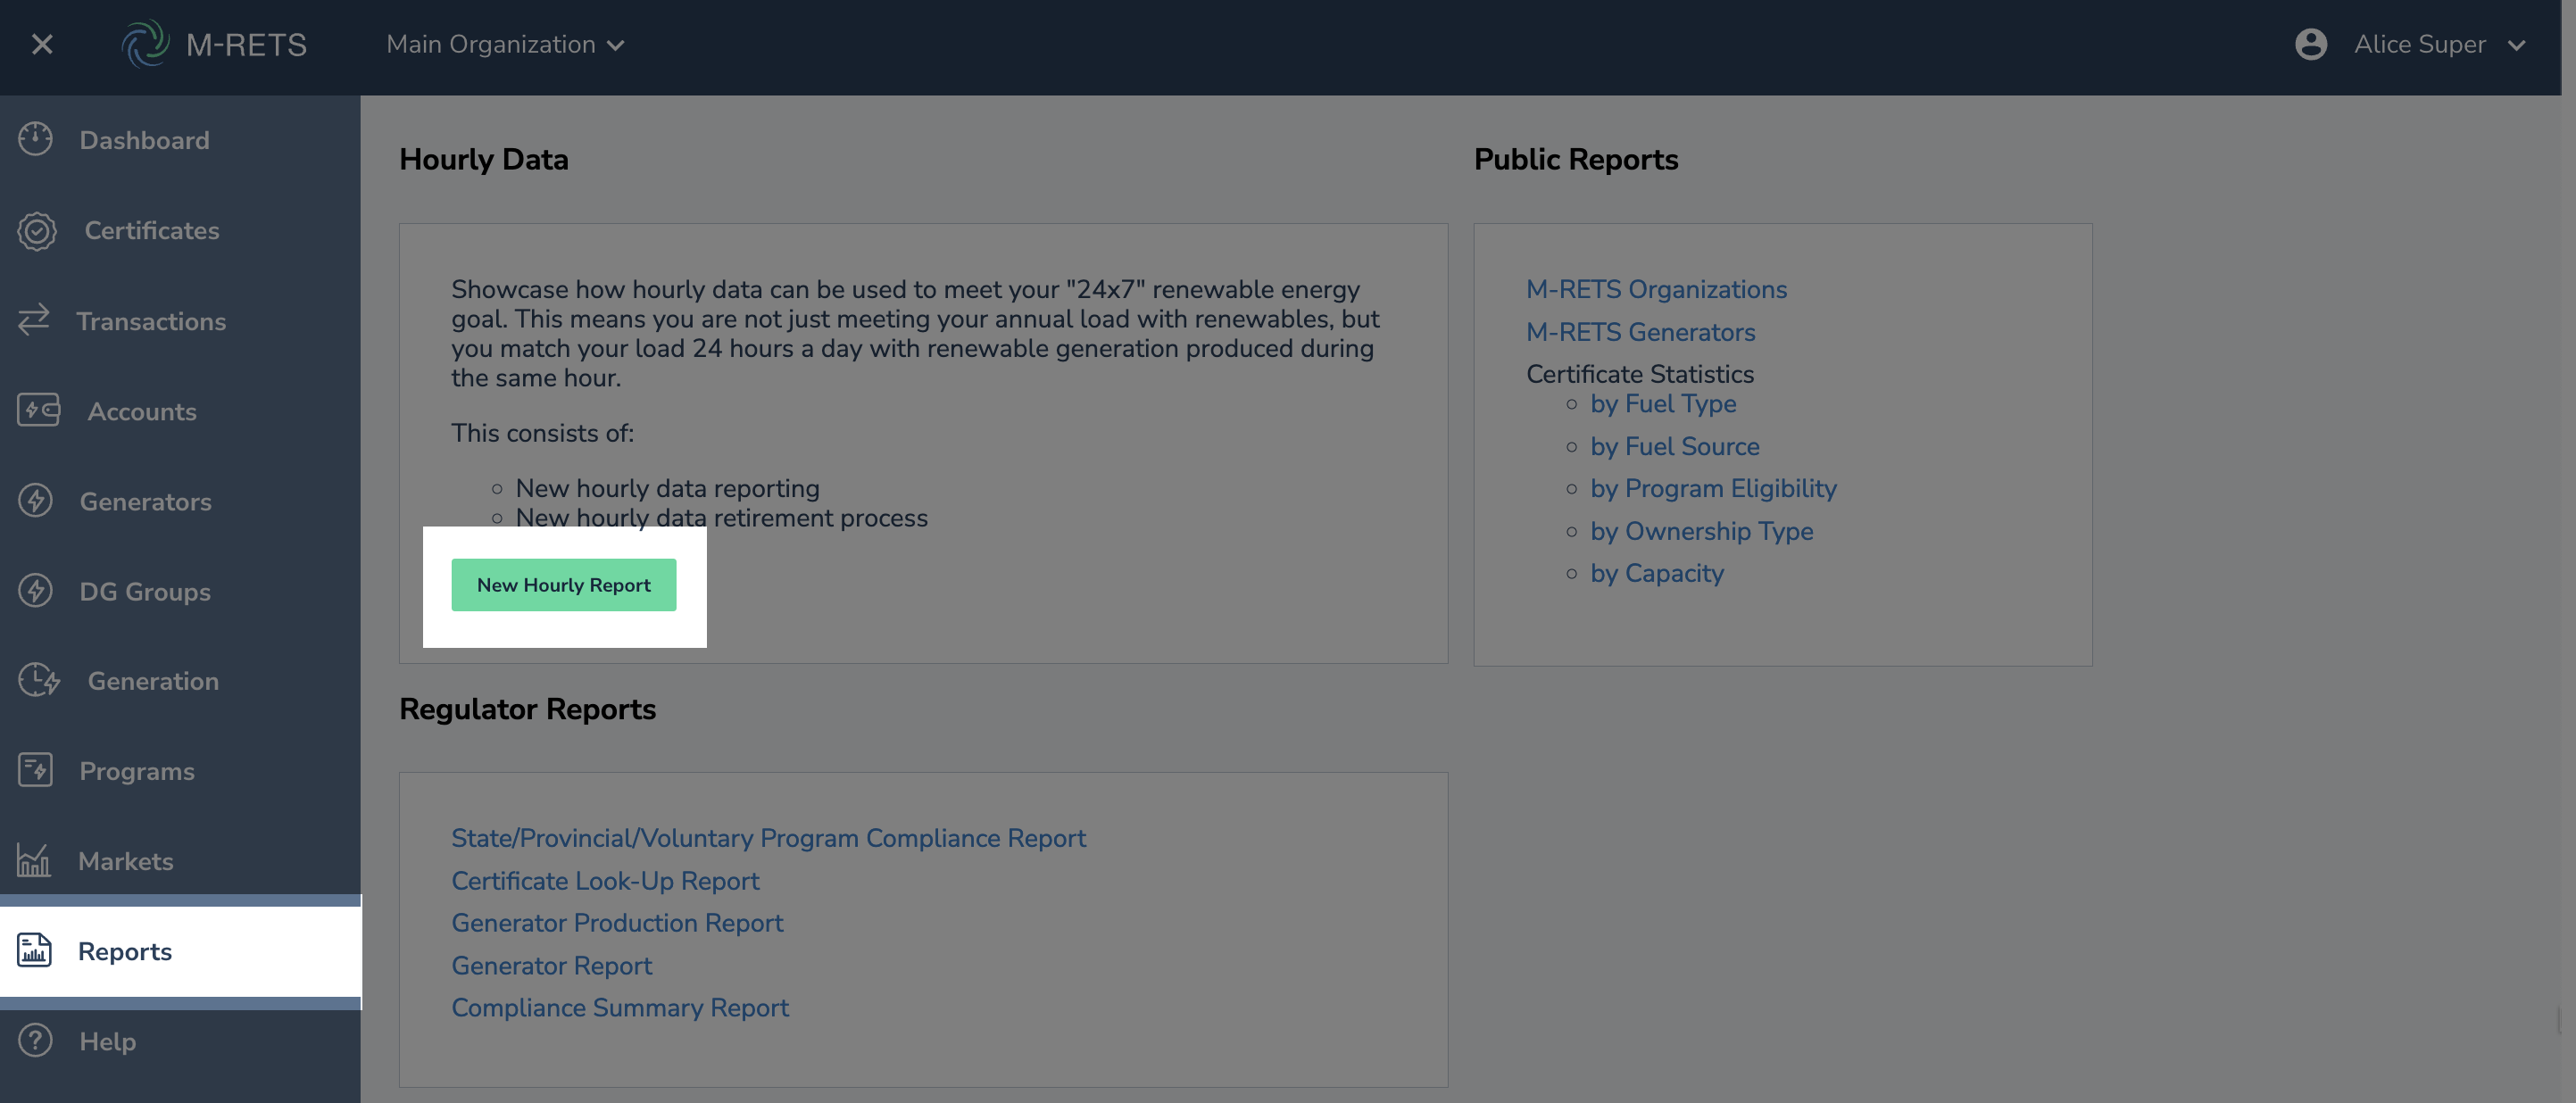 M-RETS
Main Organization
Alice Super
Dashboard
Certificates
Transactions
Accounts
Generators
DG Groups
Generation
Programs
Markets
Reports
Help
Hourly Data
Showcase how hourly data can be used to meet your "24x7" renewable energy
goal. This means you are not just meeting your annual load with renewables, but
you match your load 24 hours a day with renewable generation produced during
the same hour.
This consists of:
New hourly data reporting
New hourly data retirement process
New Hourly Report
Public Reports
M-RETS Organizations
M-RETS Generators
Certificate Statistics
by Fuel Type
by Fuel Source
by Program Eligibility
by Ownership Type
by Capacity
Regulator Reports
State/Provincial/Voluntary Program Compliance Report
Certificate Look-Up Report
Generator Production Report
Generator Report
Compliance Summary Report